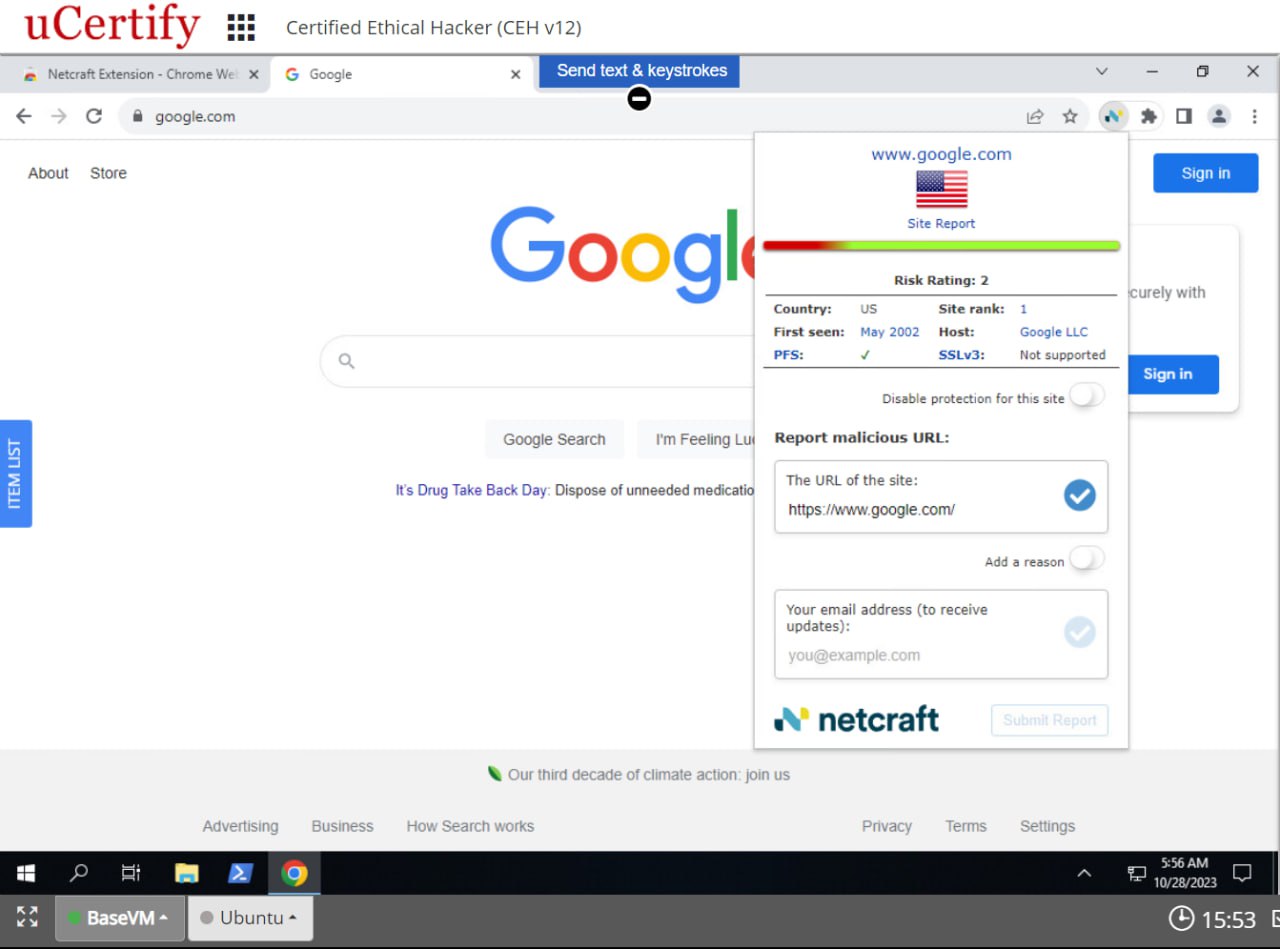 uCertify
Certified Ethical Hacker (CEH v12)
Netcraft Extension - Chrome We
Google
Send text & keystrokes
google.com
About
Store
Sign in
Google
www.google.com
Site Report
Risk Rating: 2
Country: US Site rank: 1
First seen: May 2002 Host: Google LLC
PFS: ✓ SSLv3: Not supported
curely with
Sign in
Disable protection for this site
Google Search
I'm Feeling Lu
Report malicious URL:
ITEM LIST
The URL of the site:
https://www.google.com/
It's Drug Take Back Day: Dispose of unneeded medicatio
Add a reason
Your email address (to receive
updates):
you@example.com
netcraft
Submit Report
Our third decade of climate action: join us
Advertising
Business
How Search works
Privacy
Terms
Settings
5:56 AM
10/28/2023
BaseVM
Ubuntu
15:53